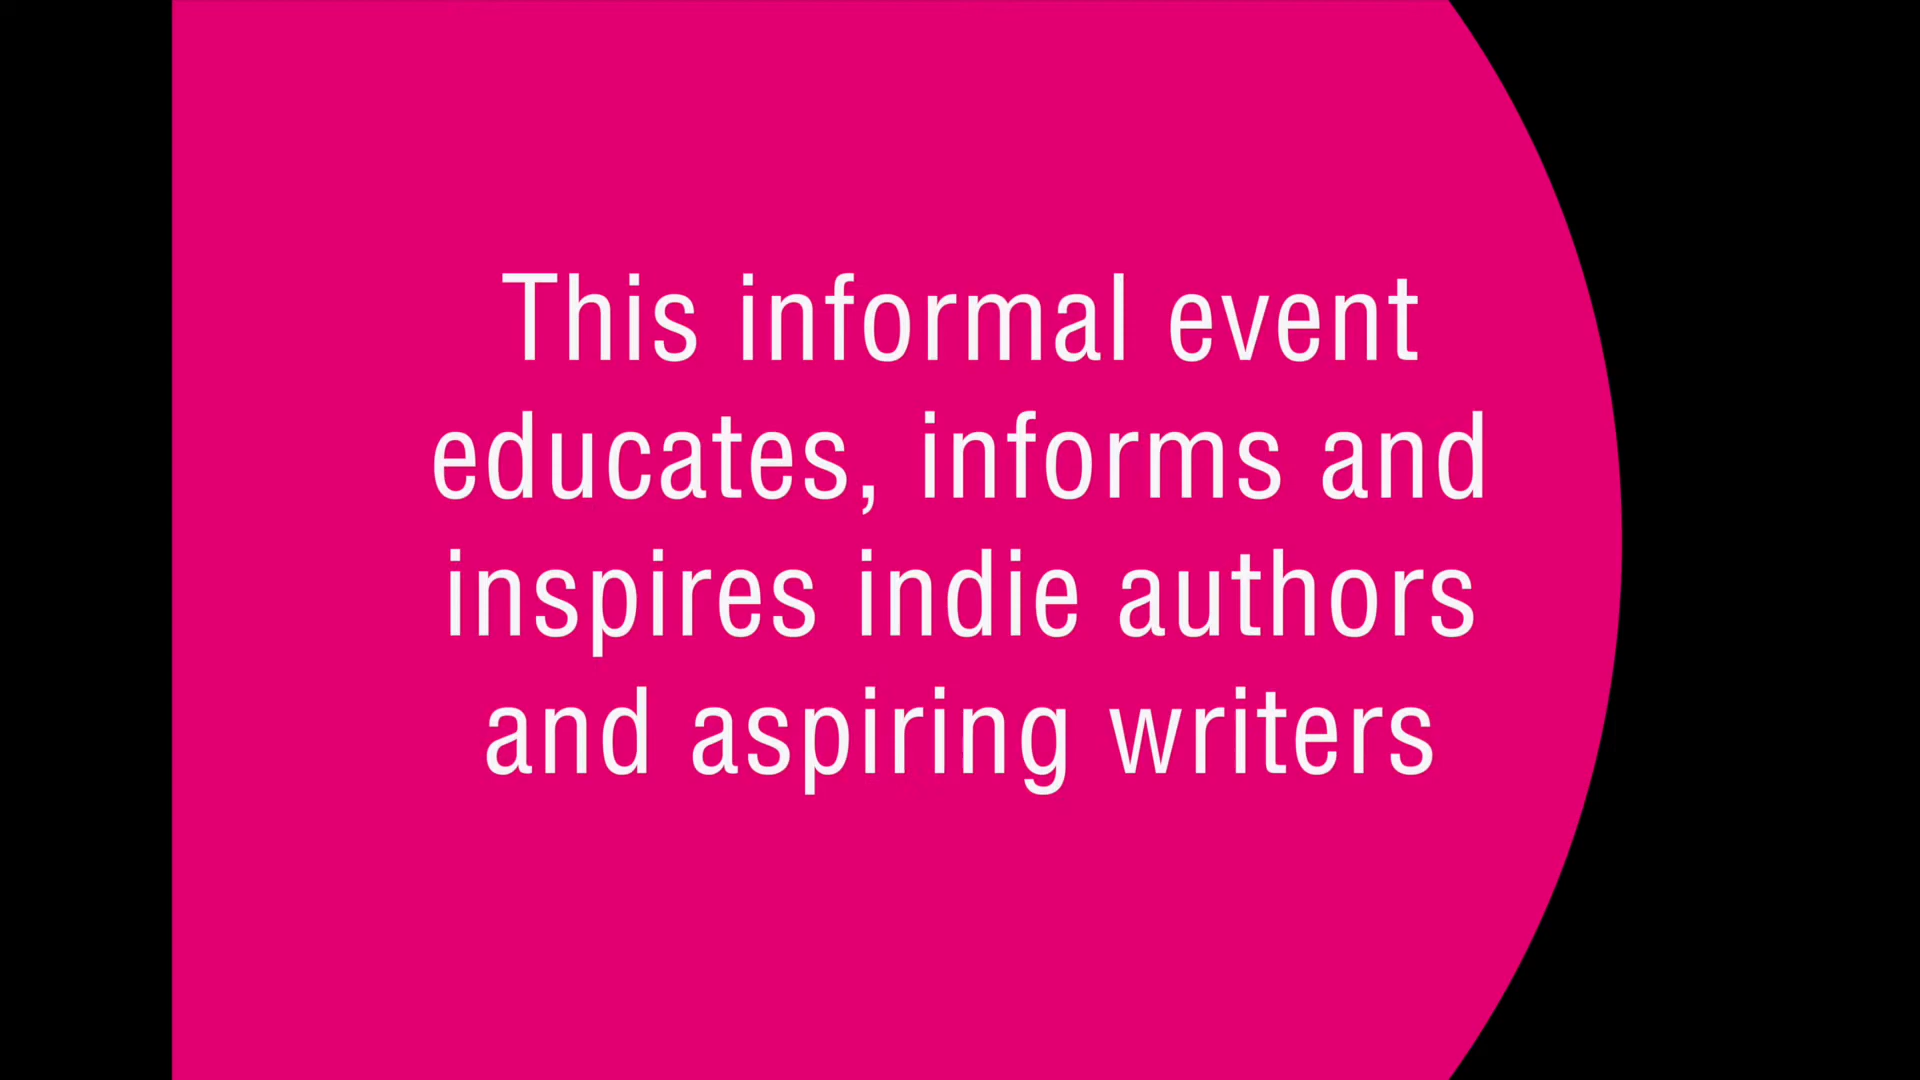 This informal event
educates, informs and
inspires indie authors
and aspiring writers